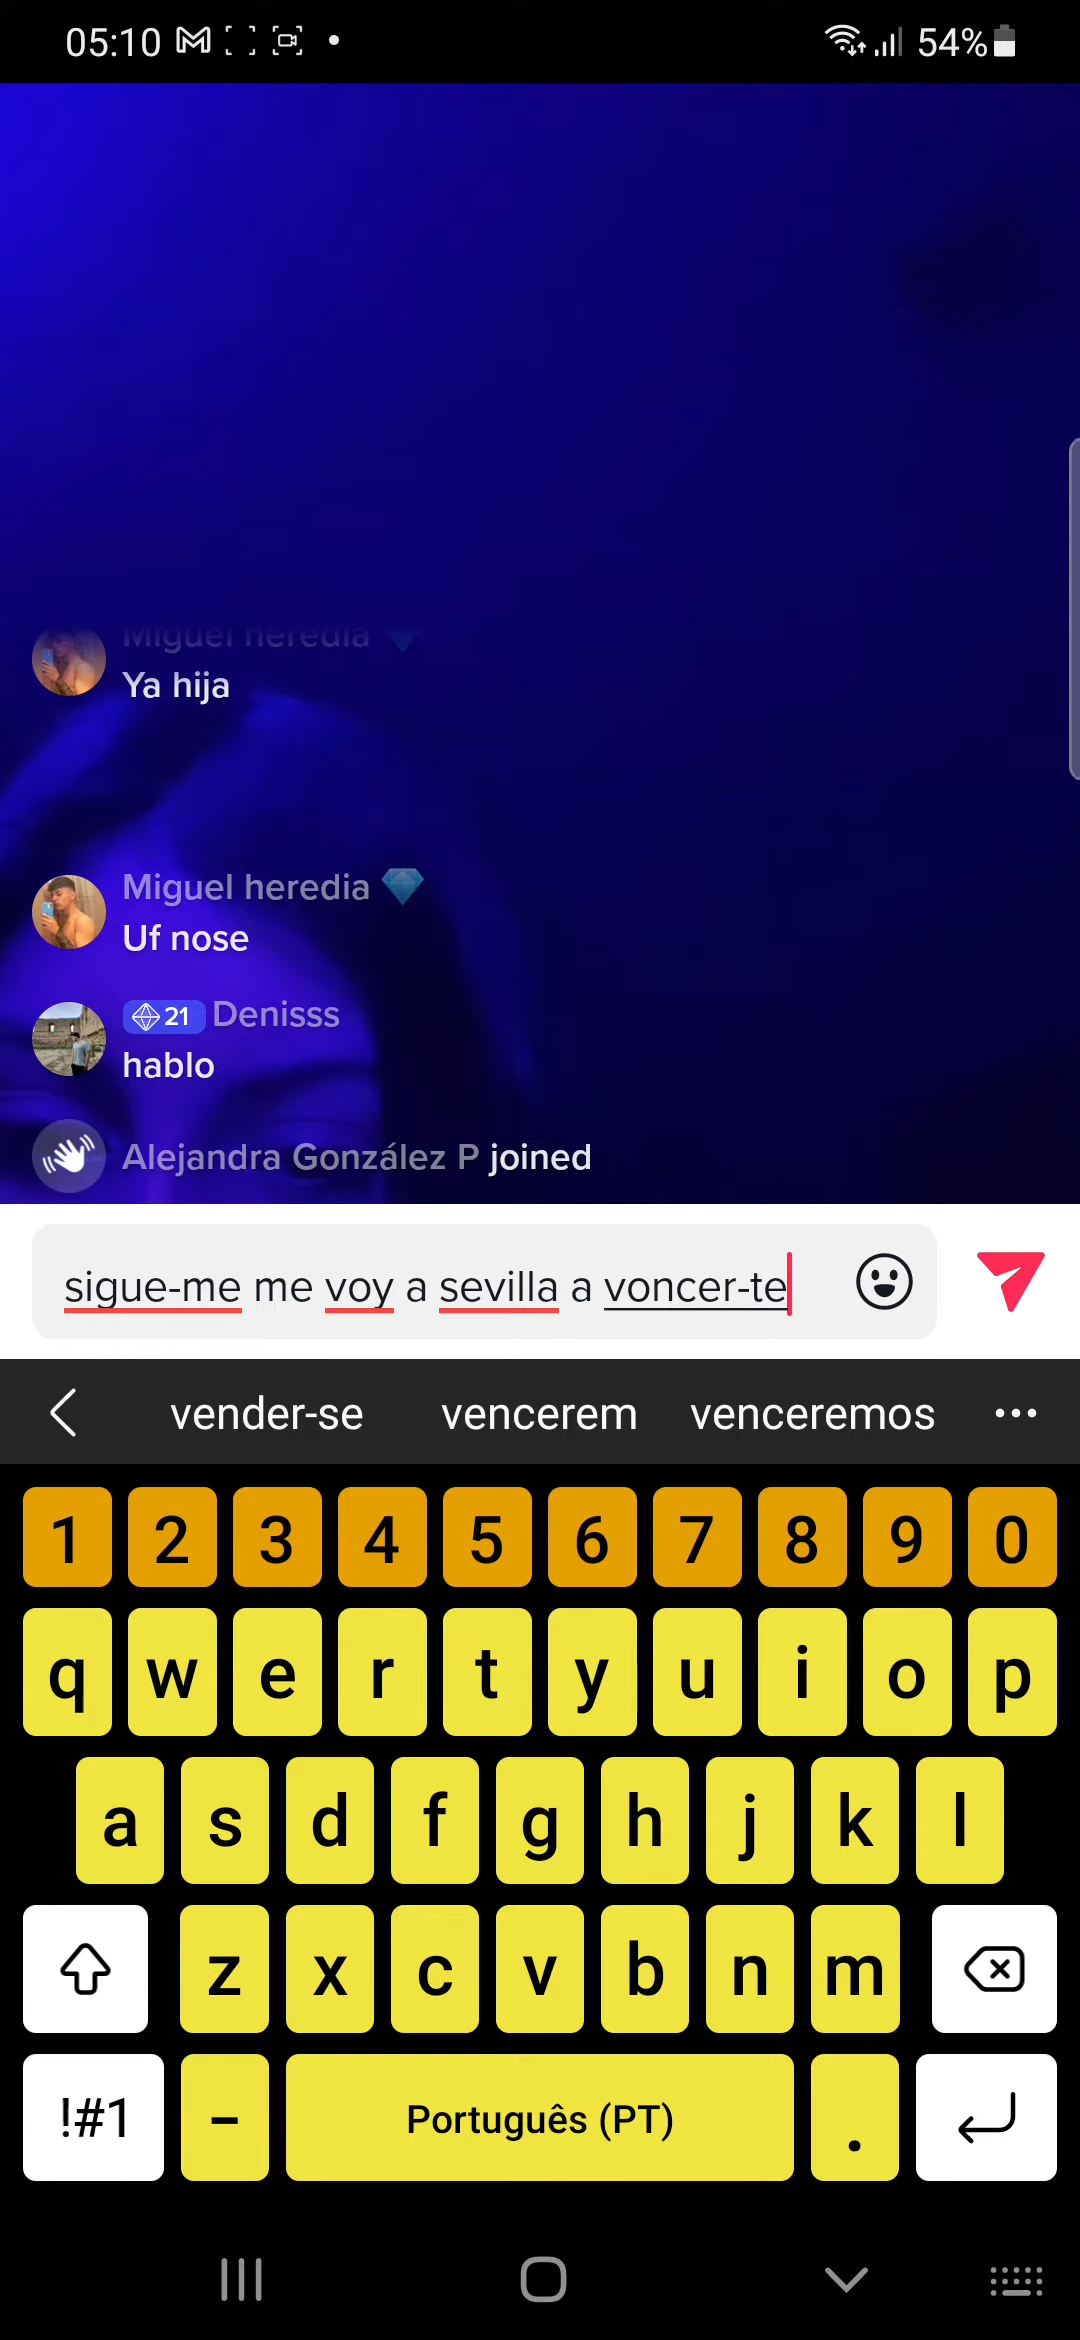 05:10 54%
Miguel heredia
Ya hija
Miguel heredia
Uf nose
21 Denisss
hablo
Alejandra González P joined
sigue-me me voy a sevilla a voncer-te
vender-se vencerem venceremos
1 2 3 4 5 6 7 8 9 0
q w e r t y u i o p
a s d f g h j k l
z x c v b n m
!#1 - Português (PT) .